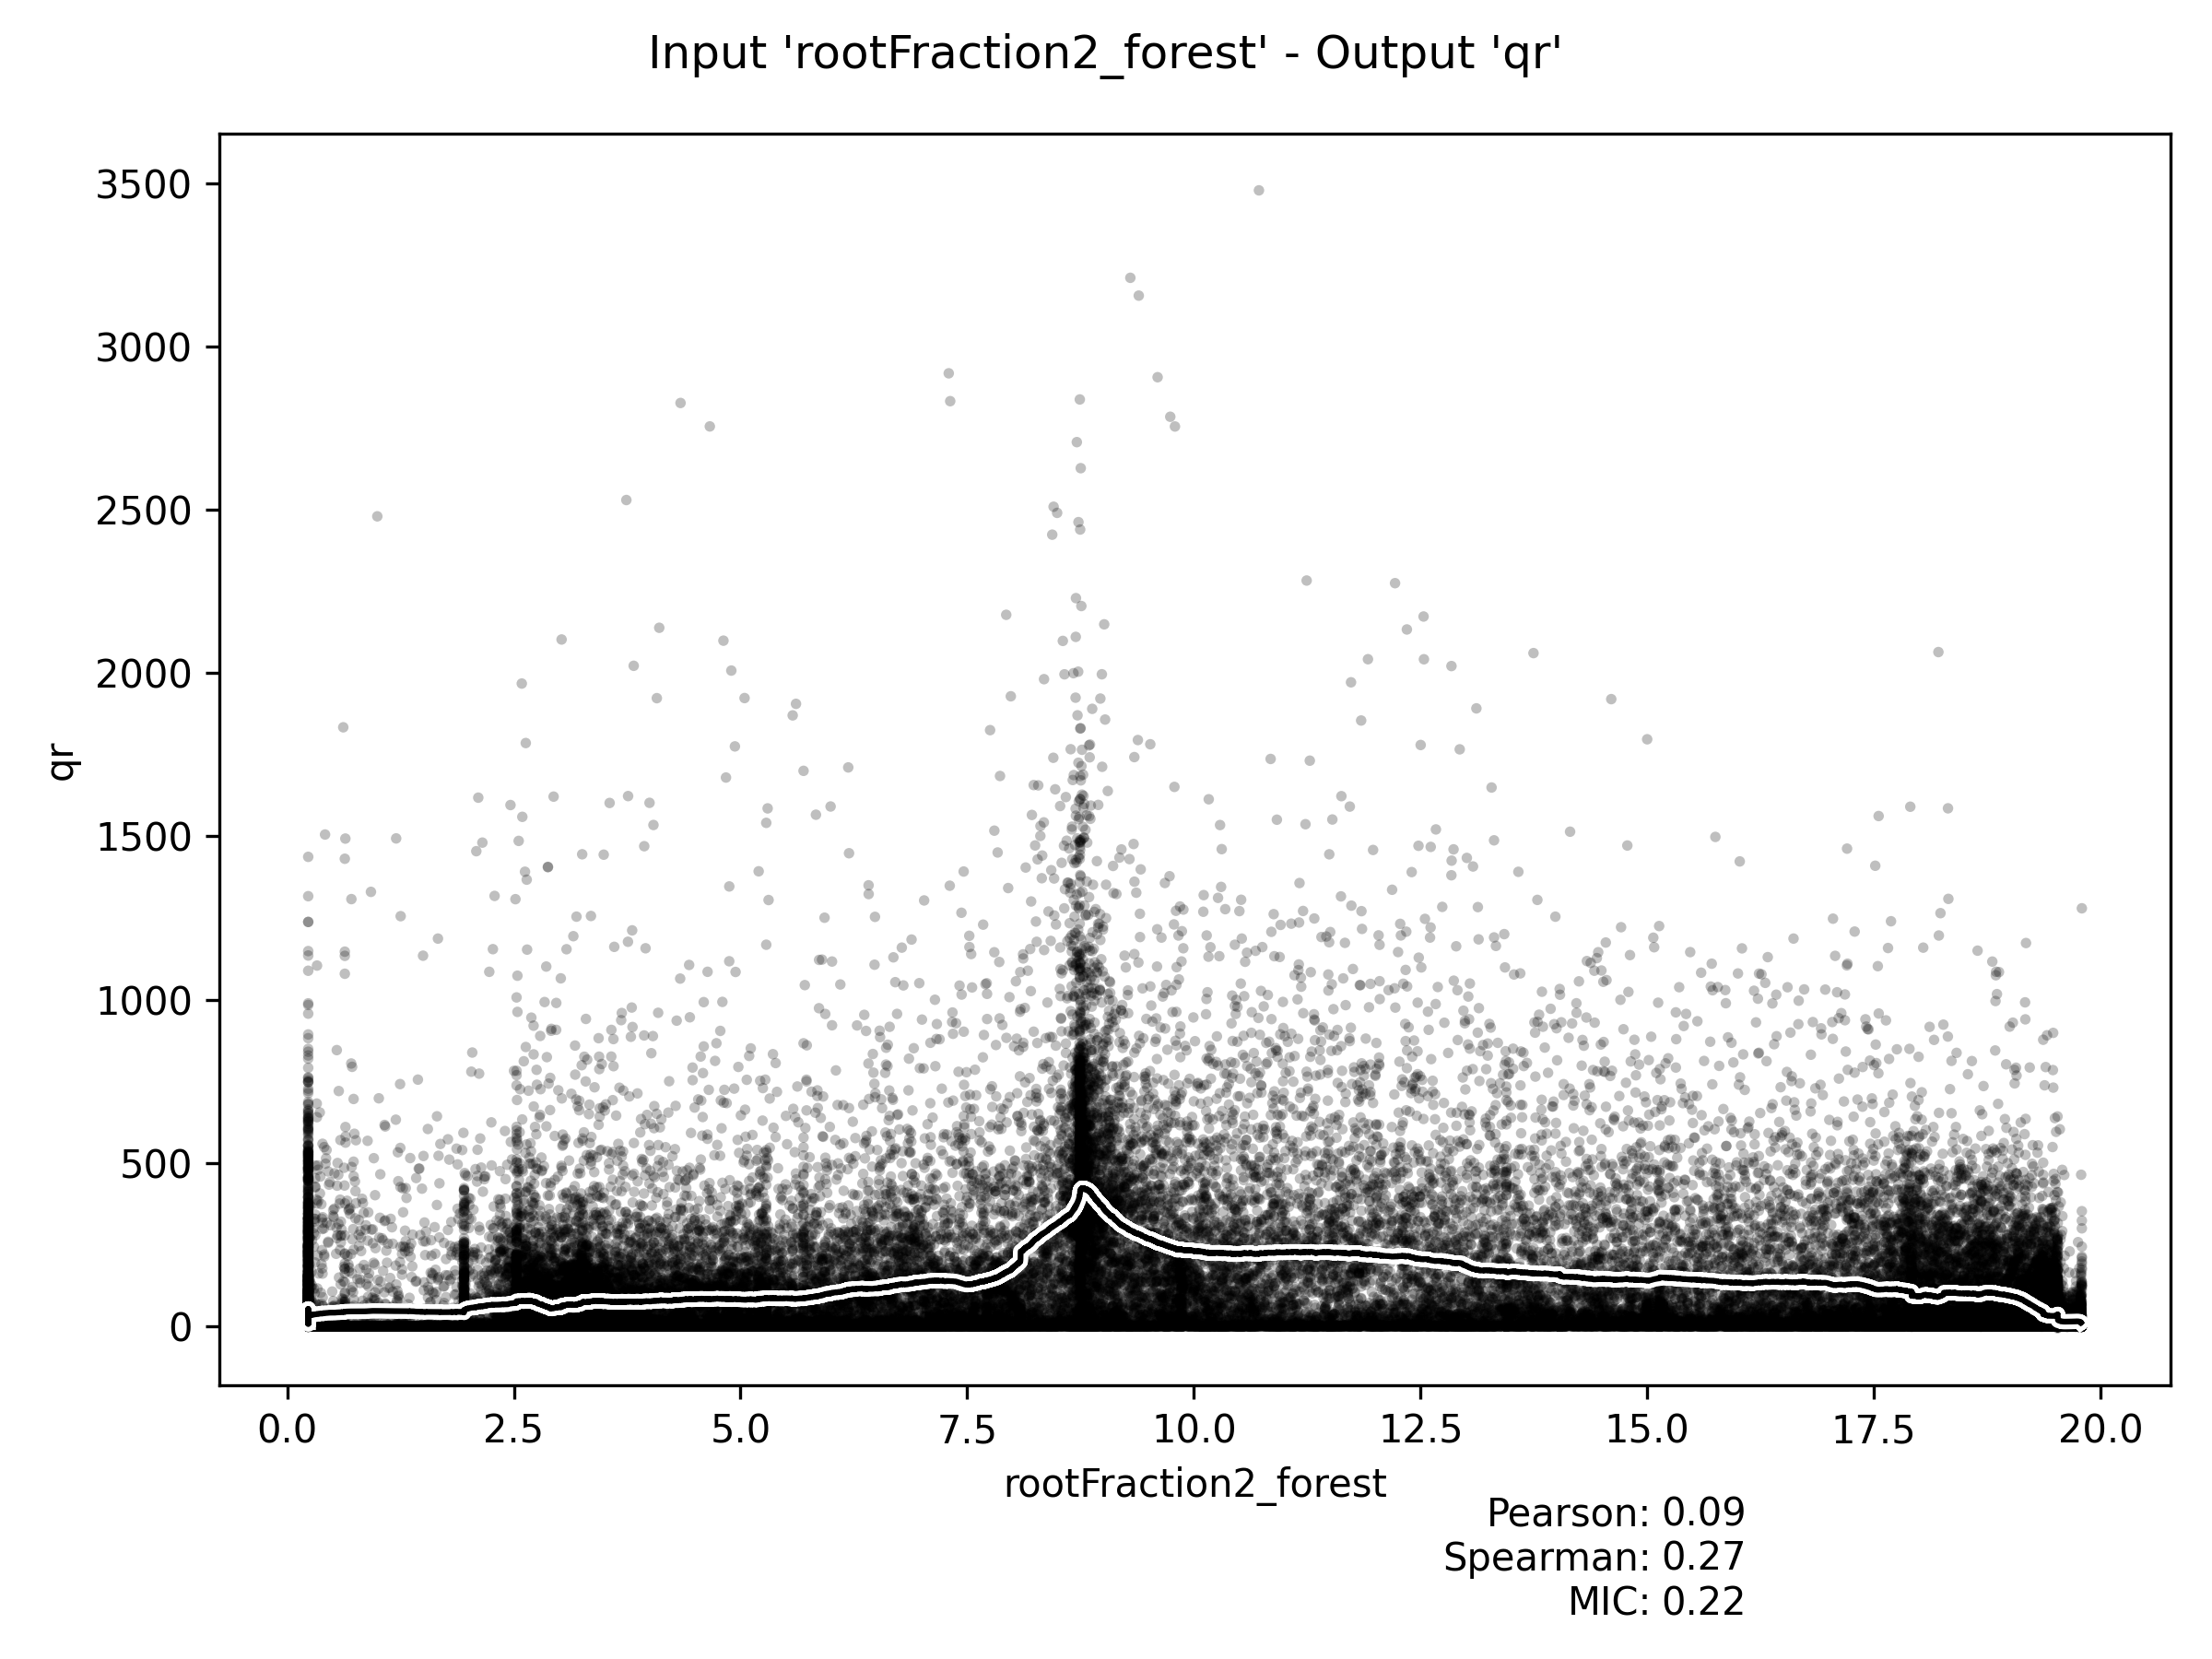 Input 'rootFraction2_forest' - Output 'qr'
3500
3000
2500
2000
1500
1000
500
0
qr
0.0 2.5 5.0 7.5 10.0 12.5 15.0 17.5 20.0
rootFraction2_forest
Pearson: 0.09
Spearman: 0.27
MIC: 0.22